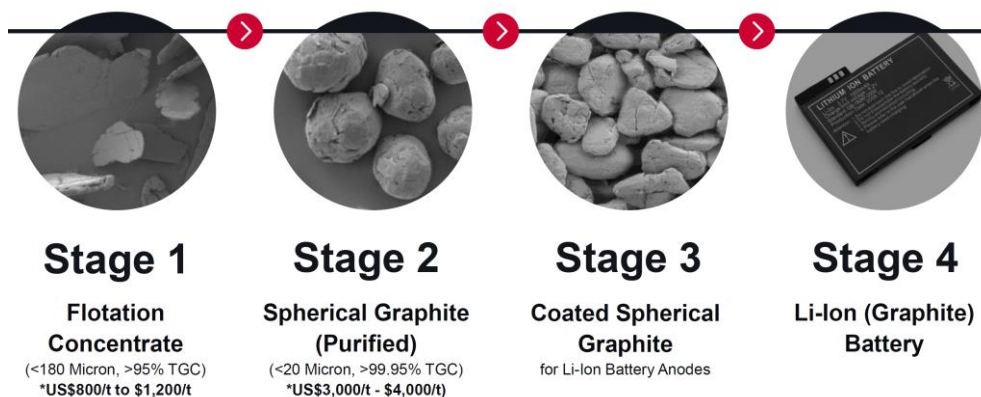 Stage 1
Flotation
Concentrate
(<180 Micron, >95% TGC)
*US$800/t to $1,200/t
Stage 2
Spherical Graphite
(Purified)
(<20 Micron, >99.95% TGC)
*US$3,000/t - $4,000/t)
Stage 3
Coated Spherical
Graphite
for Li-Ion Battery Anodes
Stage 4
Li-Ion (Graphite)
Battery
LITHIUM ION BATTERY